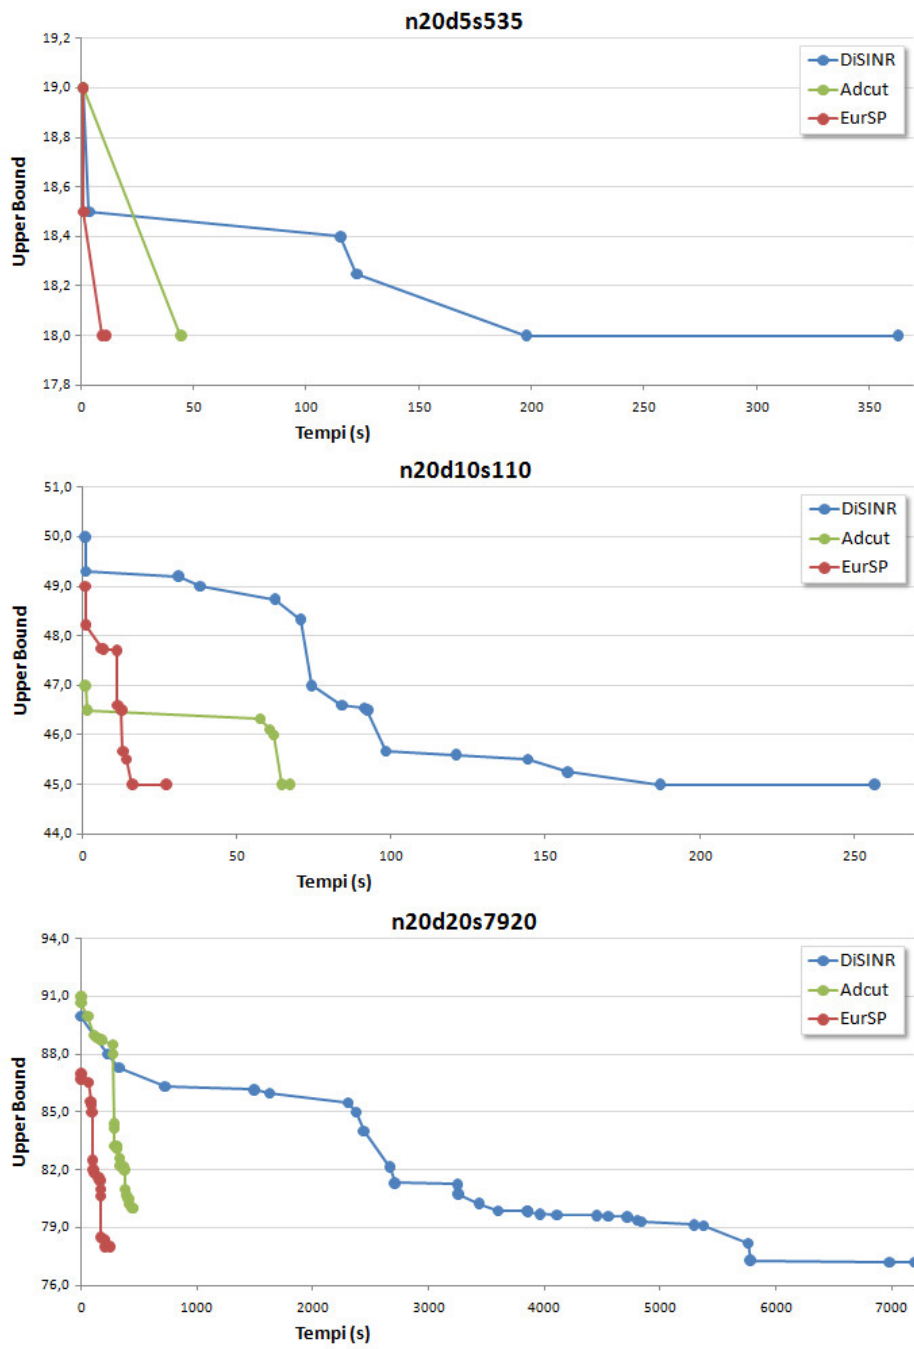 n20d5s535
19,2
19,0
18,8
18,6
18,4
18,2
18,0
17,8
Upper Bound
DiSINR
Adcut
EurSP
0 50 100 150 200 250 300 350
Tempi (s)
n20d10s110
51,0
50,0
49,0
48,0
47,0
46,0
45,0
44,0
Upper Bound
DiSINR
Adcut
EurSP
0 50 100 150 200 250
Tempi (s)
n20d20s7920
94,0
91,0
88,0
85,0
82,0
79,0
76,0
Upper Bound
DiSINR
Adcut
EurSP
0 1000 2000 3000 4000 5000 6000 7000
Tempi (s)